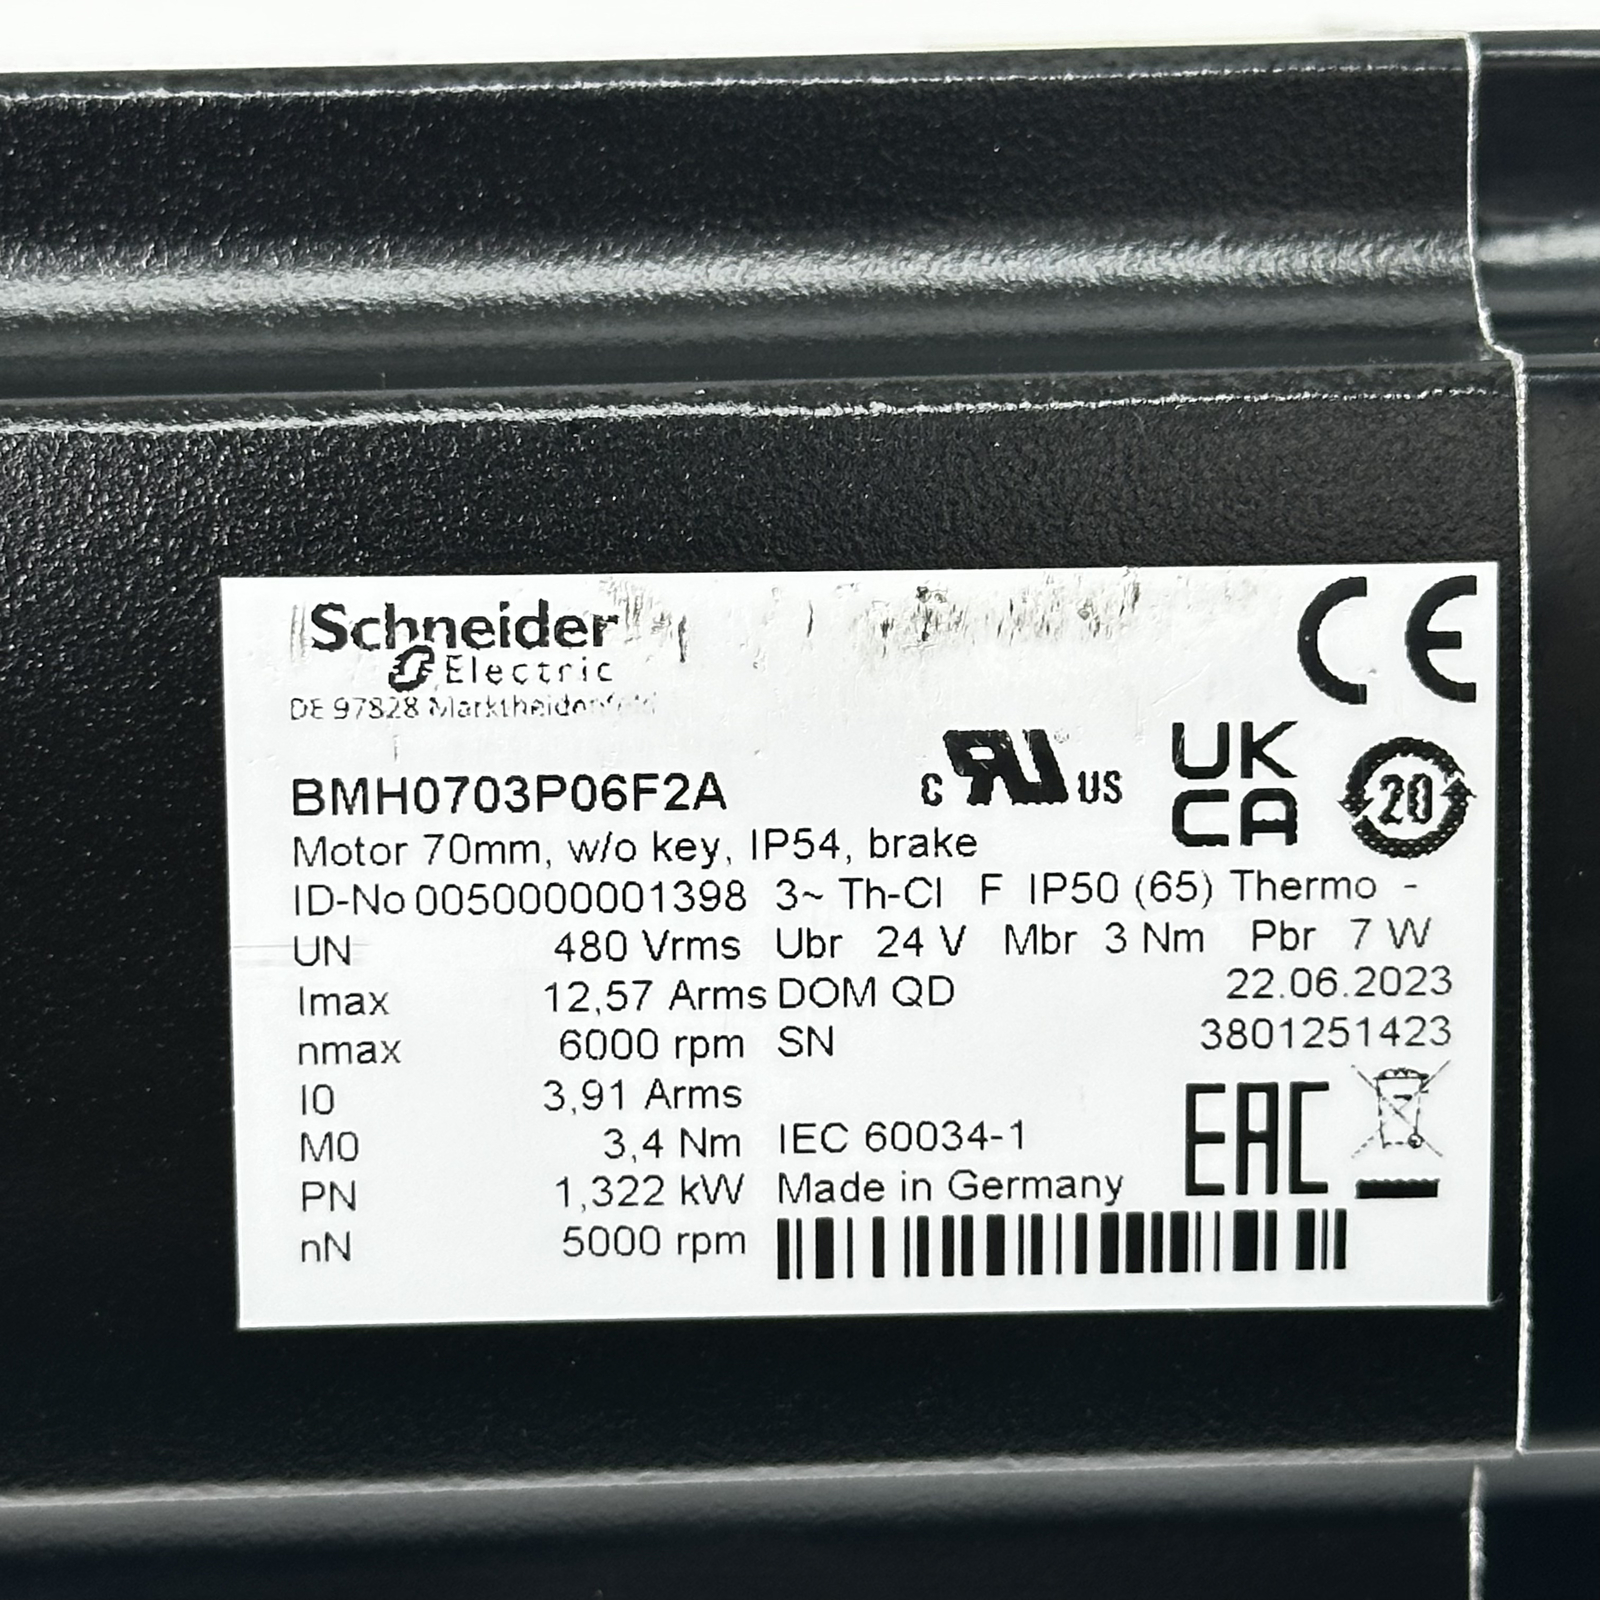 Schneider
Electric
DE 97828 Marktheidenfeld
CE
BMH0703P06F2A
c RU US
UK
CA
20
Motor 70mm, w/o key, IP54, brake
ID-No 0050000001398 3~ Th-Cl F IP50 (65) Thermo -
UN 480 Vrms Ubr 24 V Mbr 3 Nm Pbr 7 W
Imax 12,57 Arms DOM QD 22.06.2023
nmax 6000 rpm SN 3801251423
I0 3,91 Arms
M0 3,4 Nm IEC 60034-1
EAC
PN 1,322 kW Made in Germany
nN 5000 rpm